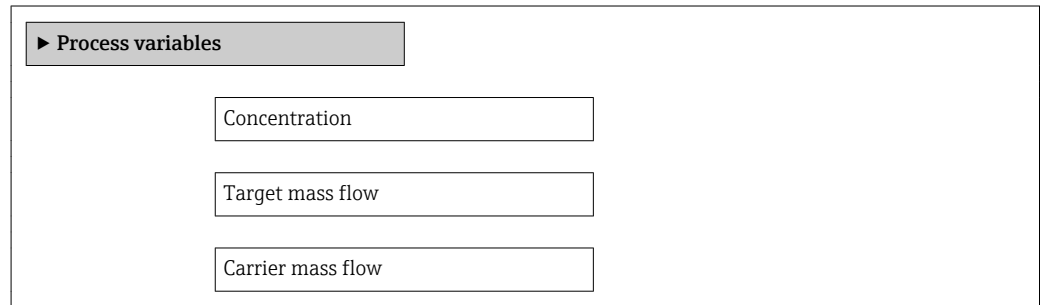 ▶ Process variables
Concentration
Target mass flow
Carrier mass flow